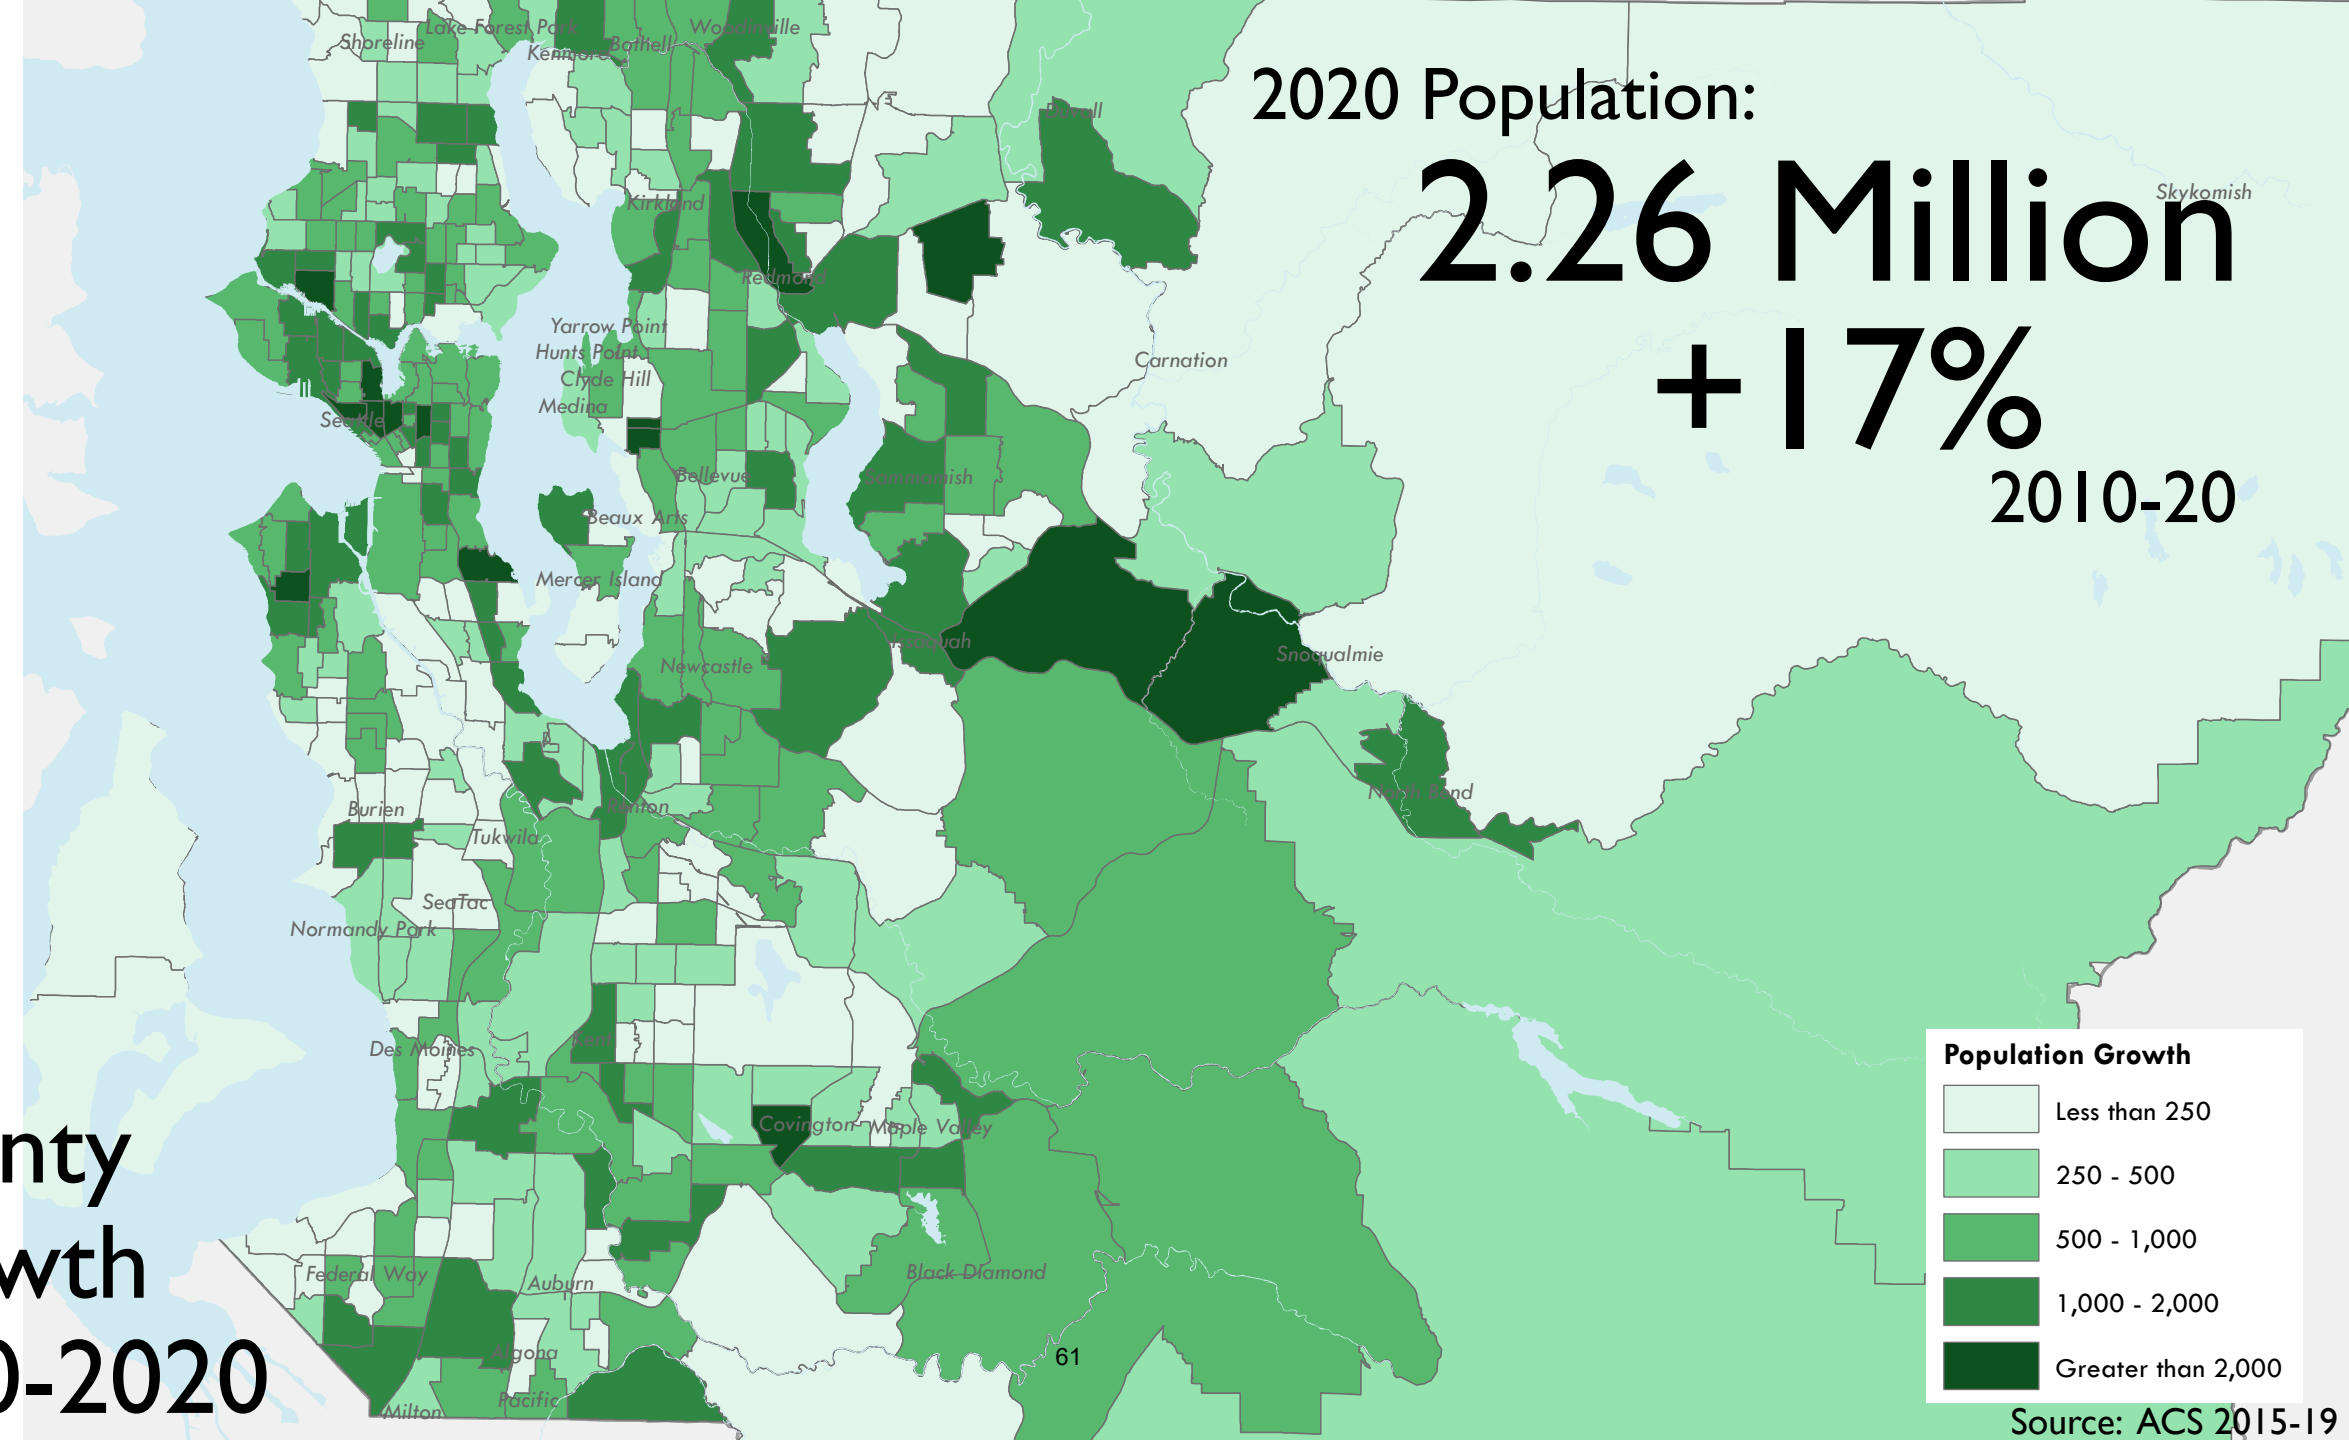 2020 Population:
2.26 Million
+17%
2010-20
Lake Forest Park
Woodinville
Shoreline
Kenmore
Bothell
Duvall
Skykomish
Kirkland
Redmond
Yarrow Point
Hunts Point
Clyde Hill
Medina
Carnation
Seattle
Bellevue
Sammamish
Beaux Arts
Mercer Island
Issaquah
Snoqualmie
Newcastle
North Bend
Burien
Renton
Tukwila
SeaTac
Normandy Park
Kent
Des Moines
Covington
Maple Valley
Federal Way
Auburn
Black Diamond
Algona
Pacific
Milton
nty
wth
0-2020
61
Population Growth
Less than 250
250 - 500
500 - 1,000
1,000 - 2,000
Greater than 2,000
Source: ACS 2015-19